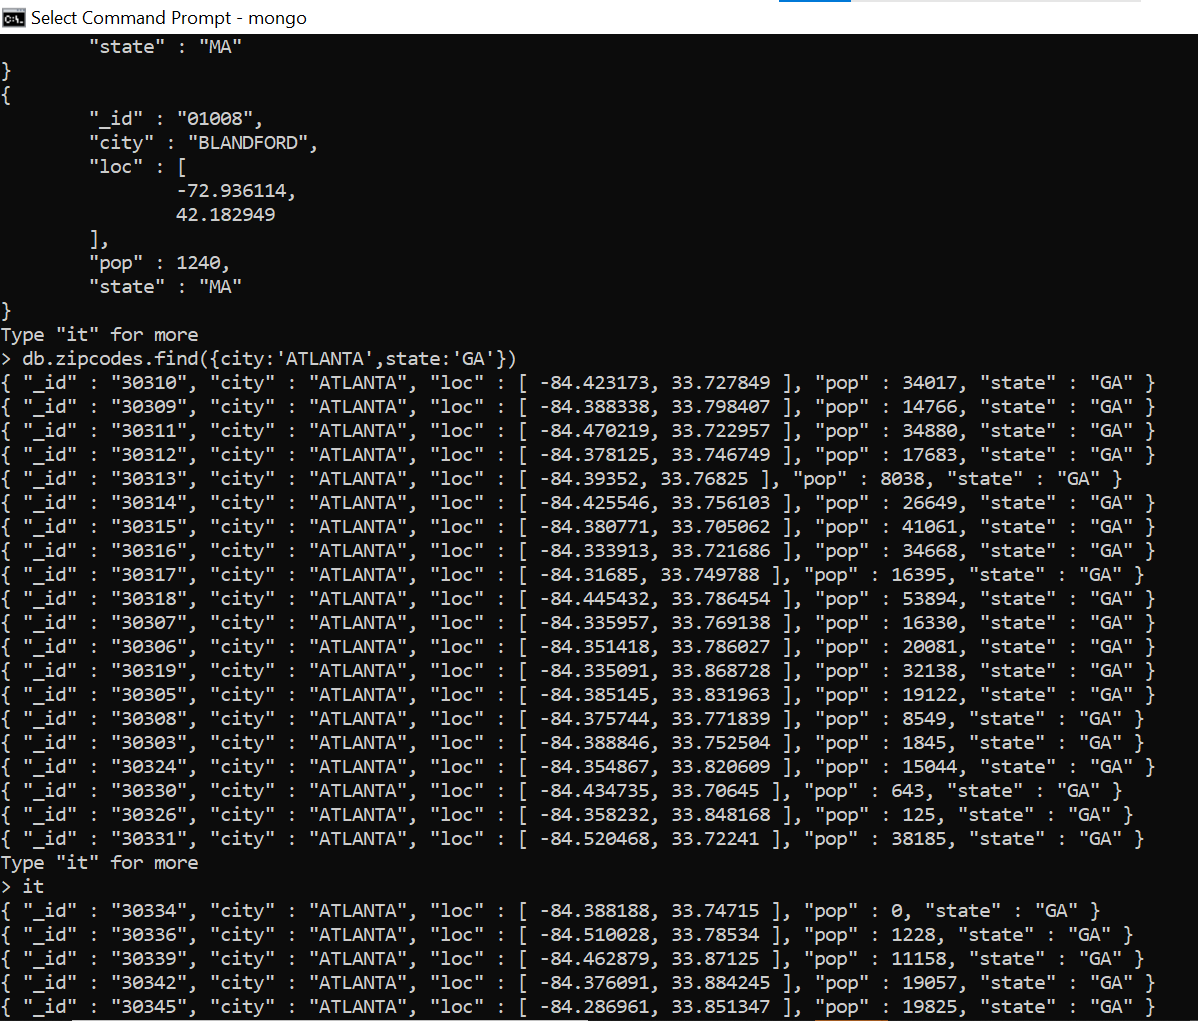 Select Command Prompt - mongo
"state" : "MA"
}
{
"_id" : "01008",
"city" : "BLANDFORD",
"loc" : [
-72.936114,
42.182949
],
"pop" : 1240,
"state" : "MA"
}
Type "it" for more
> db.zipcodes.find({city:'ATLANTA',state:'GA'})
{ "_id" : "30310", "city" : "ATLANTA", "loc" : [ -84.423173, 33.727849 ], "pop" : 34017, "state" : "GA" }
{ "_id" : "30309", "city" : "ATLANTA", "loc" : [ -84.388338, 33.798407 ], "pop" : 14766, "state" : "GA" }
{ "_id" : "30311", "city" : "ATLANTA", "loc" : [ -84.470219, 33.722957 ], "pop" : 34880, "state" : "GA" }
{ "_id" : "30312", "city" : "ATLANTA", "loc" : [ -84.378125, 33.746749 ], "pop" : 17683, "state" : "GA" }
{ "_id" : "30313", "city" : "ATLANTA", "loc" : [ -84.39352, 33.76825 ], "pop" : 8038, "state" : "GA" }
{ "_id" : "30314", "city" : "ATLANTA", "loc" : [ -84.425546, 33.756103 ], "pop" : 26649, "state" : "GA" }
{ "_id" : "30315", "city" : "ATLANTA", "loc" : [ -84.380771, 33.705062 ], "pop" : 41061, "state" : "GA" }
{ "_id" : "30316", "city" : "ATLANTA", "loc" : [ -84.333913, 33.721686 ], "pop" : 34668, "state" : "GA" }
{ "_id" : "30317", "city" : "ATLANTA", "loc" : [ -84.31685, 33.749788 ], "pop" : 16395, "state" : "GA" }
{ "_id" : "30318", "city" : "ATLANTA", "loc" : [ -84.445432, 33.786454 ], "pop" : 53894, "state" : "GA" }
{ "_id" : "30307", "city" : "ATLANTA", "loc" : [ -84.335957, 33.769138 ], "pop" : 16330, "state" : "GA" }
{ "_id" : "30306", "city" : "ATLANTA", "loc" : [ -84.351418, 33.786027 ], "pop" : 20081, "state" : "GA" }
{ "_id" : "30319", "city" : "ATLANTA", "loc" : [ -84.335091, 33.868728 ], "pop" : 32138, "state" : "GA" }
{ "_id" : "30305", "city" : "ATLANTA", "loc" : [ -84.385145, 33.831963 ], "pop" : 19122, "state" : "GA" }
{ "_id" : "30308", "city" : "ATLANTA", "loc" : [ -84.375744, 33.771839 ], "pop" : 8549, "state" : "GA" }
{ "_id" : "30303", "city" : "ATLANTA", "loc" : [ -84.388846, 33.752504 ], "pop" : 1845, "state" : "GA" }
{ "_id" : "30324", "city" : "ATLANTA", "loc" : [ -84.354867, 33.820609 ], "pop" : 15044, "state" : "GA" }
{ "_id" : "30330", "city" : "ATLANTA", "loc" : [ -84.434735, 33.70645 ], "pop" : 643, "state" : "GA" }
{ "_id" : "30326", "city" : "ATLANTA", "loc" : [ -84.358232, 33.848168 ], "pop" : 125, "state" : "GA" }
{ "_id" : "30331", "city" : "ATLANTA", "loc" : [ -84.520468, 33.72241 ], "pop" : 38185, "state" : "GA" }
Type "it" for more
> it
{ "_id" : "30334", "city" : "ATLANTA", "loc" : [ -84.388188, 33.74715 ], "pop" : 0, "state" : "GA" }
{ "_id" : "30336", "city" : "ATLANTA", "loc" : [ -84.510028, 33.78534 ], "pop" : 1228, "state" : "GA" }
{ "_id" : "30339", "city" : "ATLANTA", "loc" : [ -84.462879, 33.87125 ], "pop" : 11158, "state" : "GA" }
{ "_id" : "30342", "city" : "ATLANTA", "loc" : [ -84.376091, 33.884245 ], "pop" : 19057, "state" : "GA" }
{ "_id" : "30345", "city" : "ATLANTA", "loc" : [ -84.286961, 33.851347 ], "pop" : 19825, "state" : "GA" }